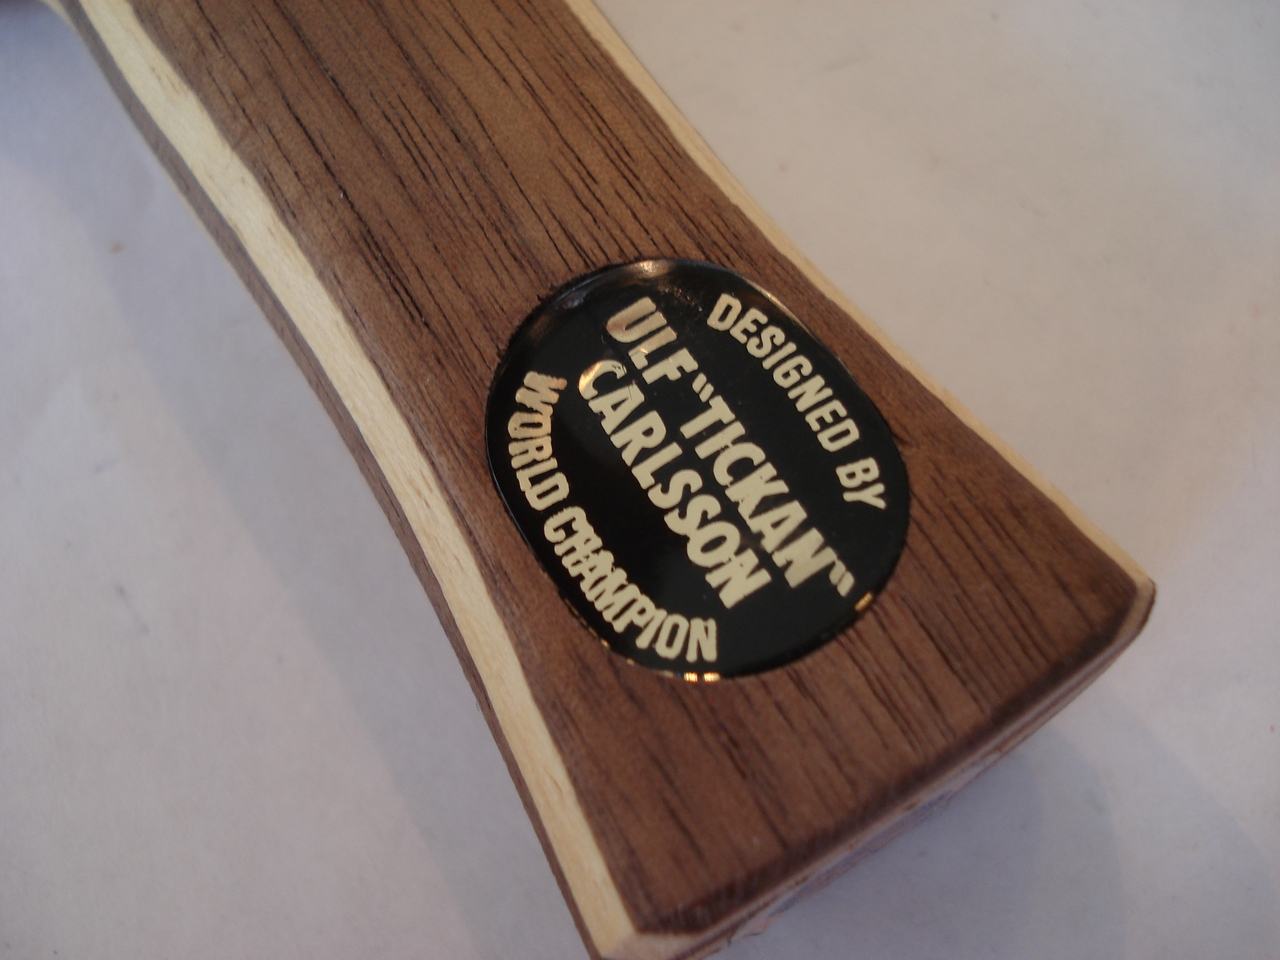 DESIGNED BY
ULF "TICKAN"
CARLSSON
WORLD CHAMPION